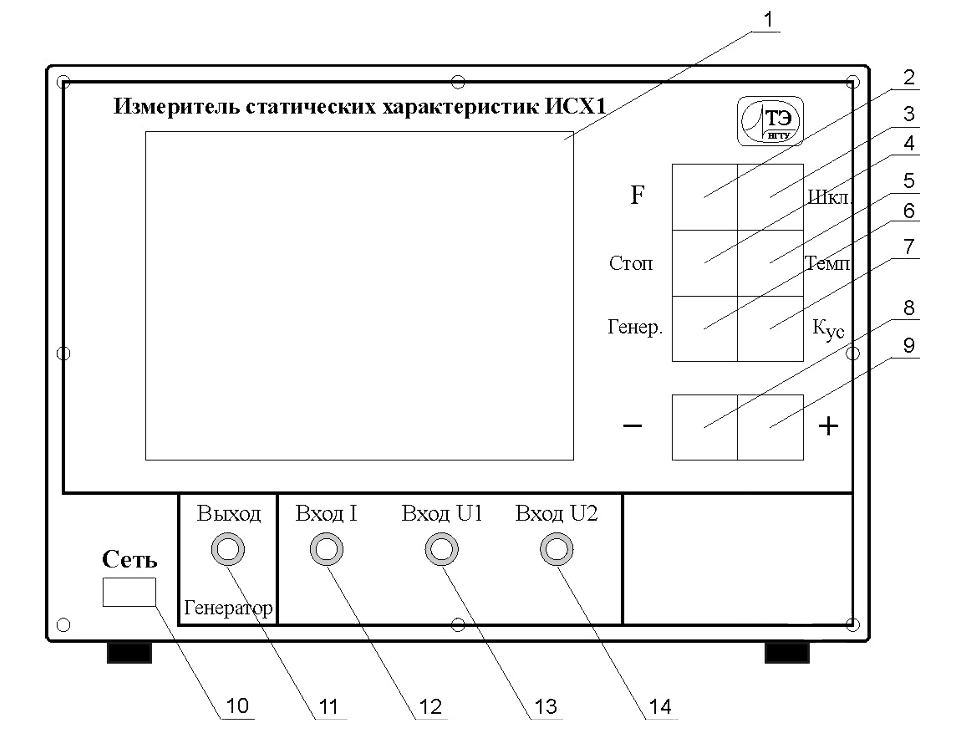 1
2
Измеритель статических характеристик ИСХ1
ТЭ
НГТУ
3
4
5
6
7
8
9
F
Шкл.
Стоп
Темп
Генер.
Кус
−
+
Выход
Вход I
Вход U1
Вход U2
Сеть
Генератор
10
11
12
13
14